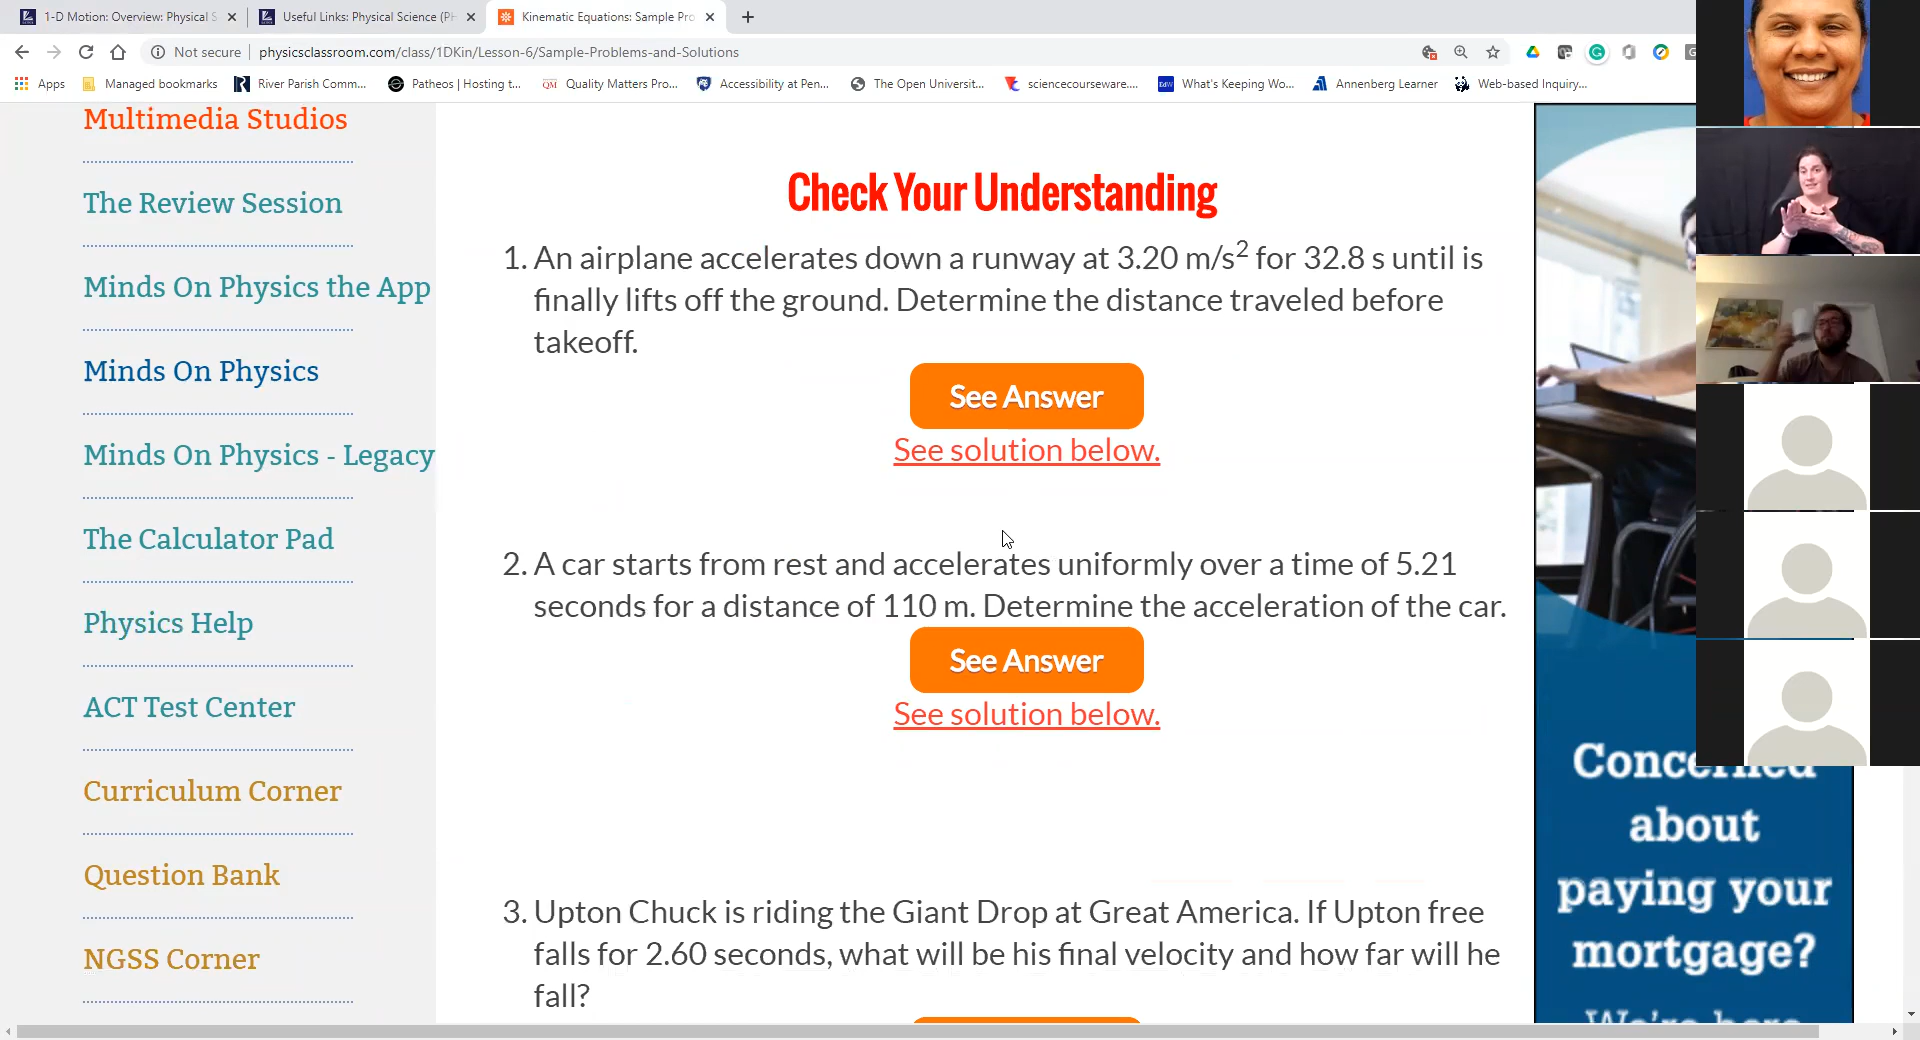 1-D Motion: Overview: Physical S
Useful Links: Physical Science (PH
Kinematic Equations: Sample Pro
Not secure
physicsclassroom.com/class/1DKin/Lesson-6/Sample-Problems-and-Solutions
Apps
Managed bookmarks
River Parish Comm...
Patheos | Hosting t...
QM
Quality Matters Pro...
Accessibility at Pen...
The Open Universit...
sciencecourseware....
EdW
What's Keeping Wo...
Annenberg Learner
Web-based Inquiry...
Multimedia Studios
The Review Session
Minds On Physics the App
Minds On Physics
Minds On Physics - Legacy
The Calculator Pad
Physics Help
ACT Test Center
Curriculum Corner
Question Bank
NGSS Corner
Check Your Understanding
1. An airplane accelerates down a runway at 3.20 m/s² for 32.8 s until is
finally lifts off the ground. Determine the distance traveled before
takeoff.
See Answer
See solution below.
2. A car starts from rest and accelerates uniformly over a time of 5.21
seconds for a distance of 110 m. Determine the acceleration of the car.
See Answer
See solution below.
3. Upton Chuck is riding the Giant Drop at Great America. If Upton free
falls for 2.60 seconds, what will be his final velocity and how far will he
fall?
Concerned
about
paying your
mortgage?
We're here